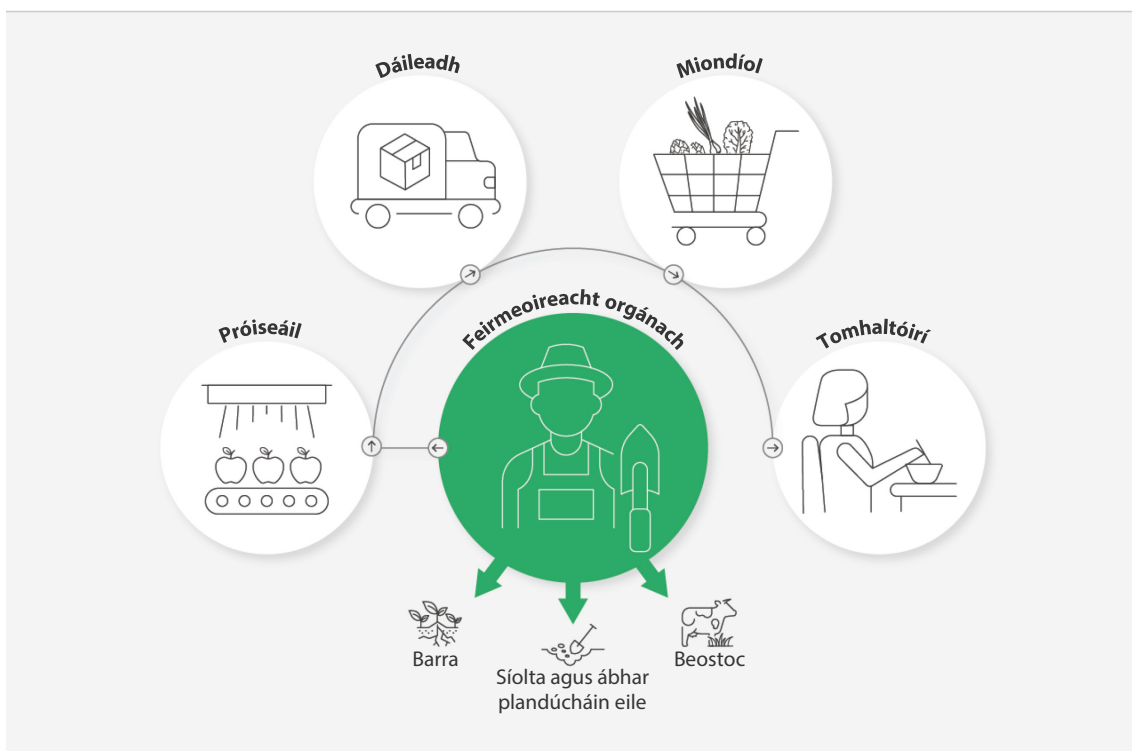 Dáileadh
Miondíol
Próiseáil
Feirmeoireacht orgánach
Tomhaltóirí
Barra
Síolta agus ábhar
plandúcháin eile
Beostoc